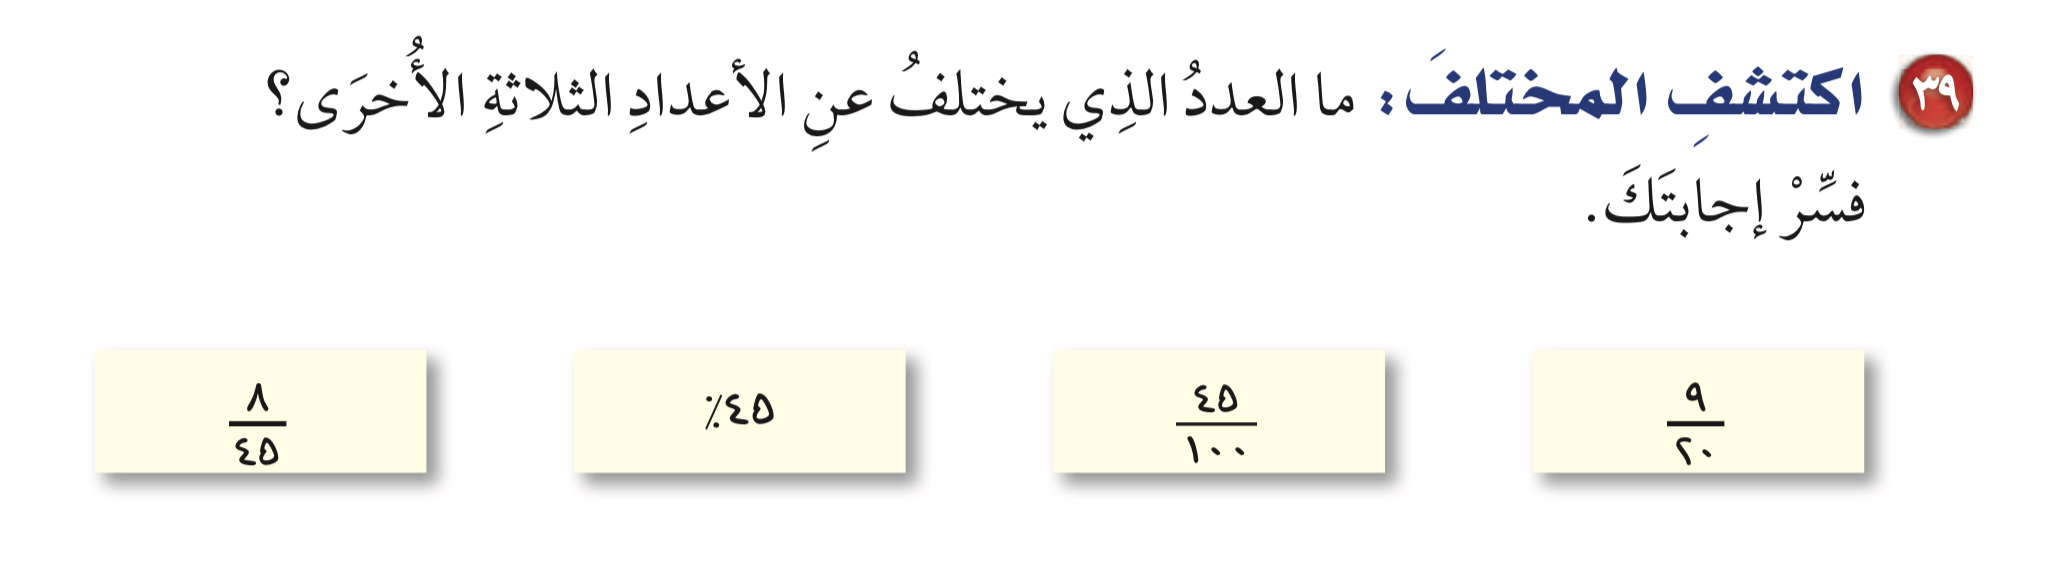 ٣٩ اكتشفِ المختلفَ: ما العددُ الذِي يختلفُ عنِ الأعدادِ الثلاثةِ الأُخرَى؟
فسِّرْ إجابتَكَ.
٩/٢٠ ٤٥/١٠٠ ٤٥٪ ٨/٤٥